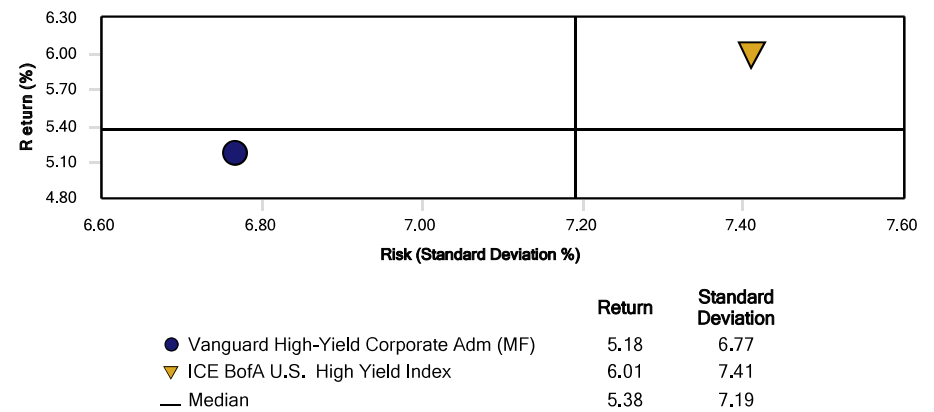 6.30
6.00
5.70
5.40
5.10
4.80
Return (%)
6.60 6.80 7.00 7.20 7.40 7.60
Risk (Standard Deviation %)
Return Standard Deviation
Vanguard High-Yield Corporate Adm (MF) 5.18 6.77
ICE BofA U.S. High Yield Index 6.01 7.41
Median 5.38 7.19